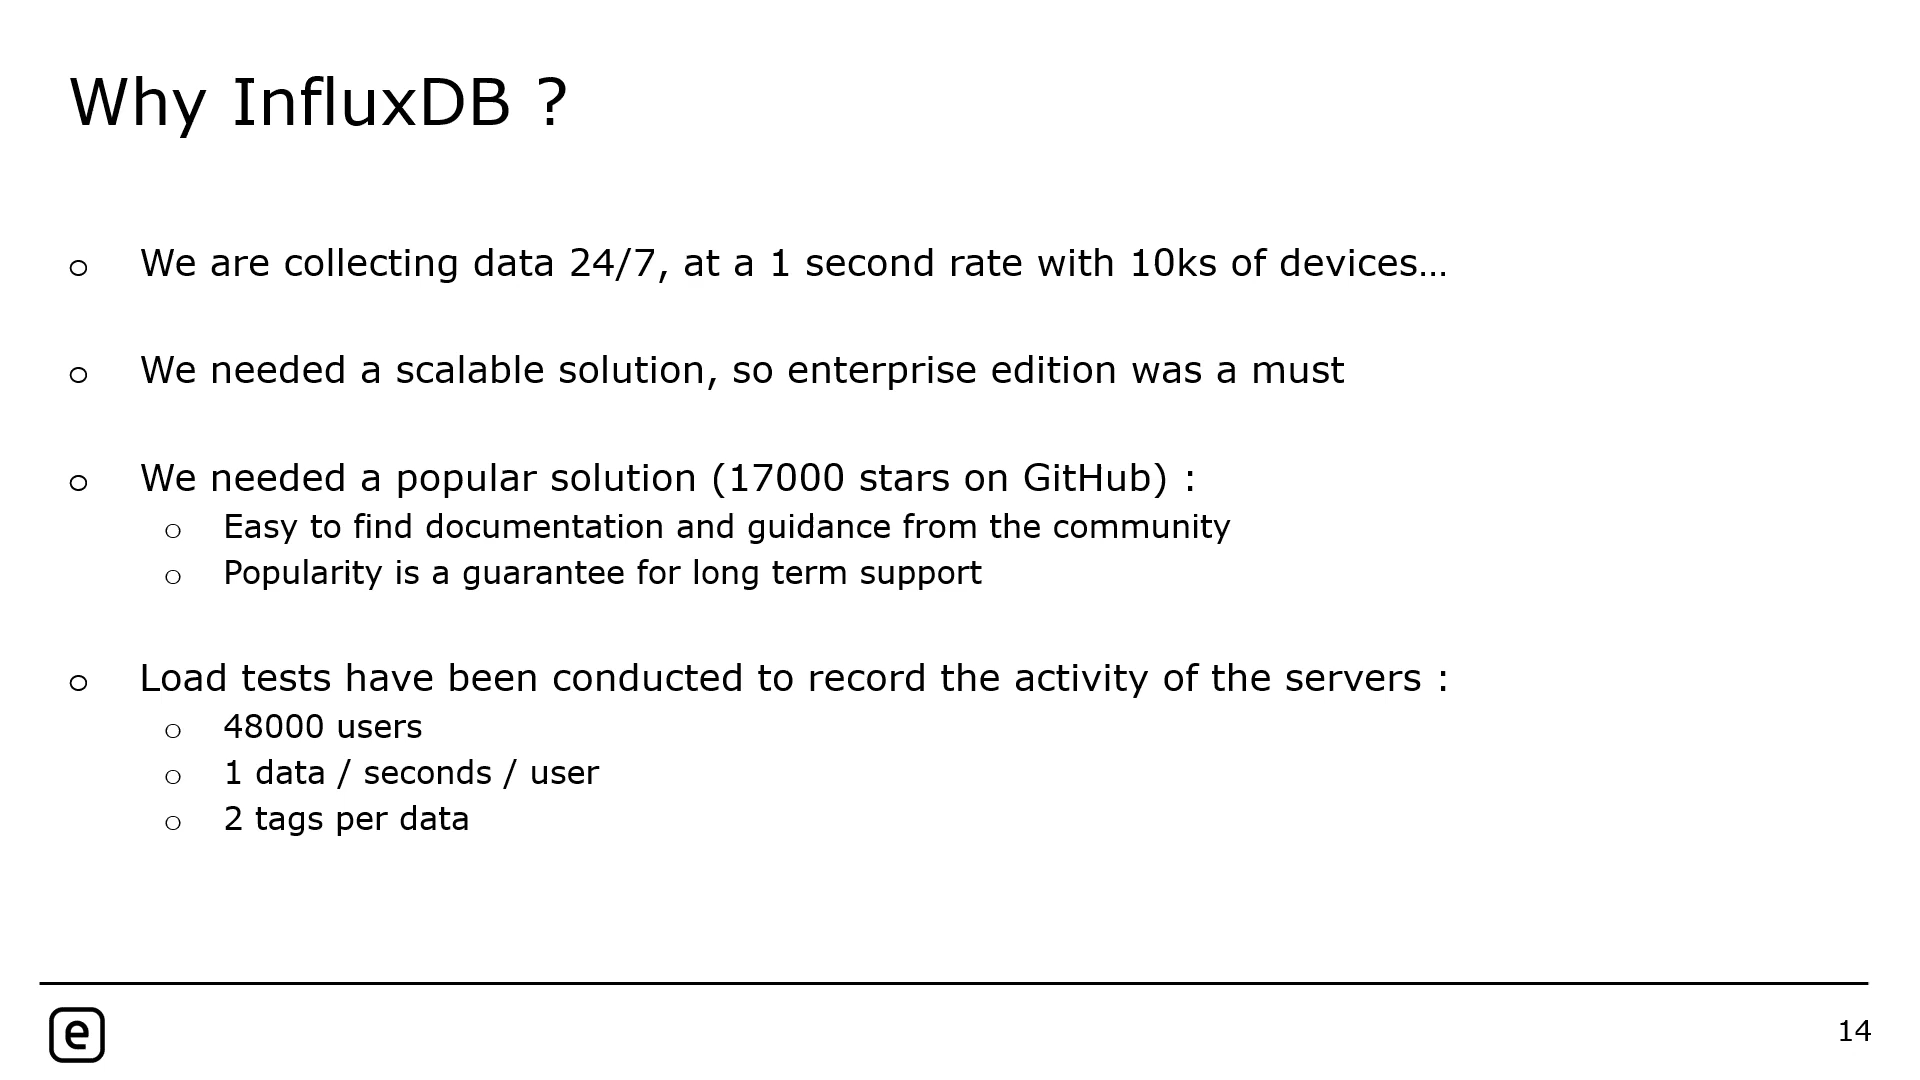 Why InfluxDB ?
o We are collecting data 24/7, at a 1 second rate with 10ks of devices…
o We needed a scalable solution, so enterprise edition was a must
o We needed a popular solution (17000 stars on GitHub) :
o Easy to find documentation and guidance from the community
o Popularity is a guarantee for long term support
o Load tests have been conducted to record the activity of the servers :
o 48000 users
o 1 data / seconds / user
o 2 tags per data
e
14